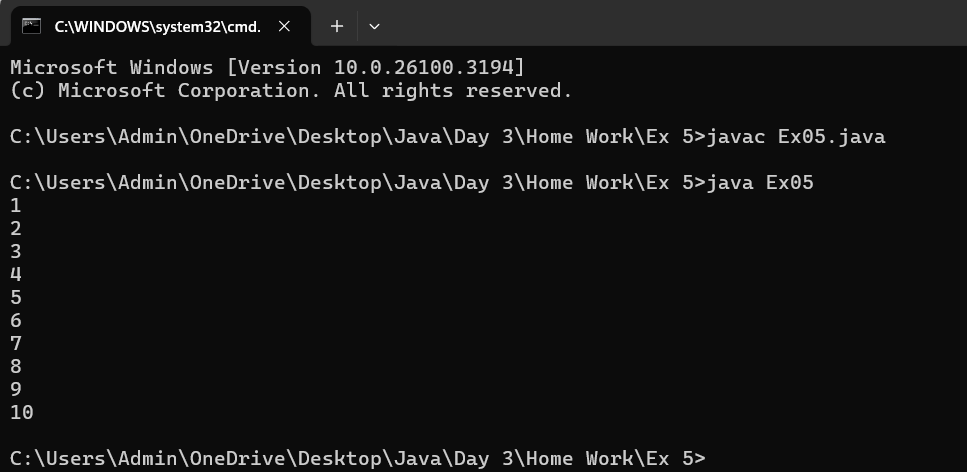 C:\WINDOWS\system32\cmd.
Microsoft Windows [Version 10.0.26100.3194]
(c) Microsoft Corporation. All rights reserved.
C:\Users\Admin\OneDrive\Desktop\Java\Day 3\Home Work\Ex 5>javac Ex05.java
C:\Users\Admin\OneDrive\Desktop\Java\Day 3\Home Work\Ex 5>java Ex05
1
2
3
4
5
6
7
8
9
10
C:\Users\Admin\OneDrive\Desktop\Java\Day 3\Home Work\Ex 5>